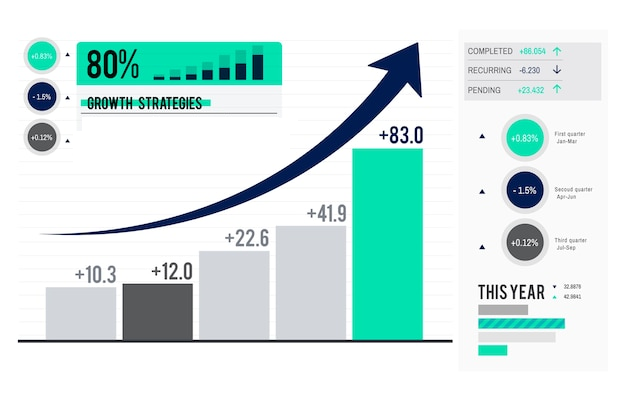 +0.83%
80%
- 1.5%
GROWTH STRATEGIES
+0.12%
+10.3
+12.0
+22.6
+41.9
+83.0
COMPLETED +86.054
RECURRING -6.230
PENDING +23.432
+0.83%
First quarter
Jan-Mar
- 1.5%
Secoud quarter
Apr-Jun
+0.12%
Third quarter
Jul-Sep
THIS YEAR
32.8876
42.9841